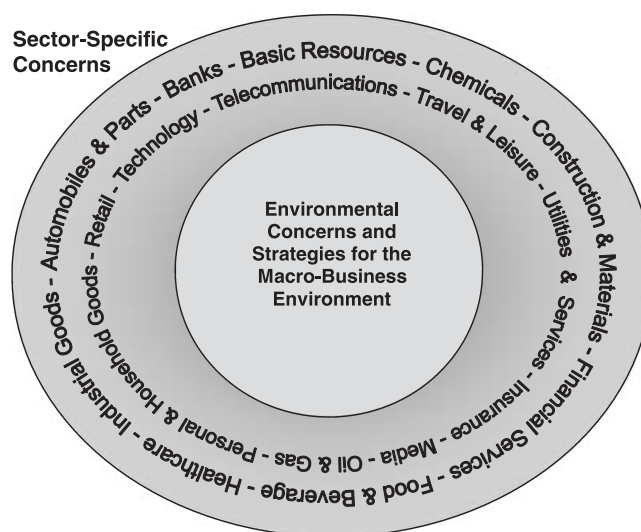 Sector-Specific
Concerns
Automobiles & Parts - Banks - Basic Resources - Chemicals - Construction & Materials - Financial Services - Food & Beverage - Healthcare - Industrial Goods -
Retail - Technology - Telecommunications - Travel & Leisure - Utilities & Services - Insurance - Media - Oil & Gas - Personal & Household Goods -
Environmental
Concerns and
Strategies for the
Macro-Business
Environment